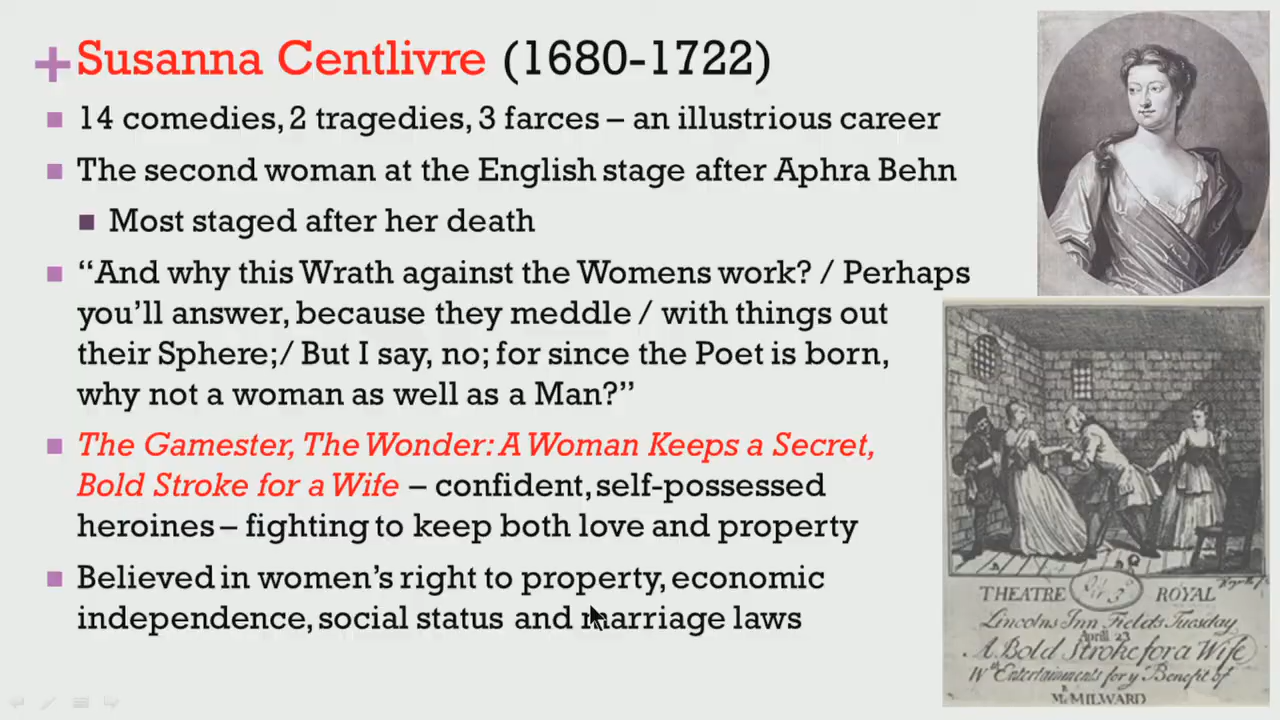 Susanna Centlivre (1680-1722)
14 comedies, 2 tragedies, 3 farces – an illustrious career
The second woman at the English stage after Aphra Behn
Most staged after her death
“And why this Wrath against the Womens work? / Perhaps
you’ll answer, because they meddle / with things out
their Sphere;/ But I say, no; for since the Poet is born,
why not a woman as well as a Man?”
The Gamester, The Wonder: A Woman Keeps a Secret,
Bold Stroke for a Wife – confident, self-possessed
heroines – fighting to keep both love and property
Believed in women’s right to property, economic
independence, social status and marriage laws
THEATRE ROYAL
Lincolns Inn Fields Tuesday
April 23
A Bold Stroke for a Wife
Wth Entertainments for y Benefit of
Mr MILWARD